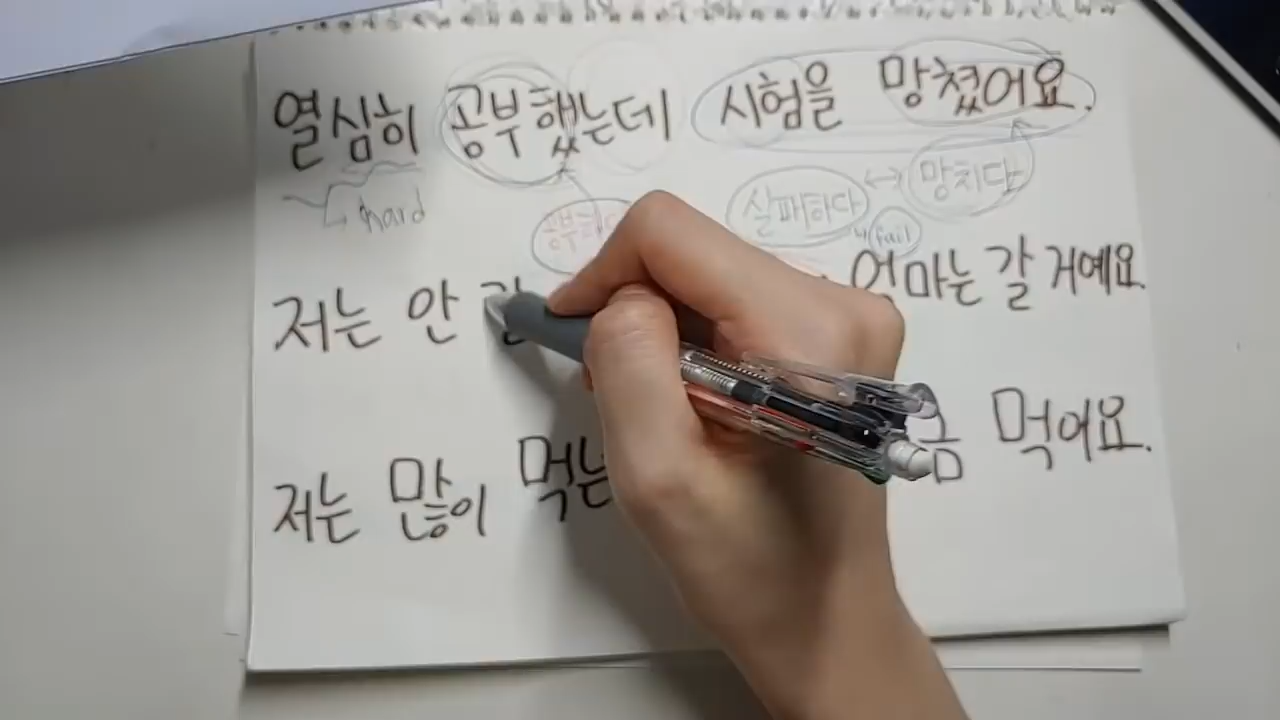 열심히 공부했는데 시험을 망쳤어요.
hard 실패하다 ↔ 망치다
fail
저는 안 엄마는 갈 거예요.
저는 많이 먹는 먹어요.